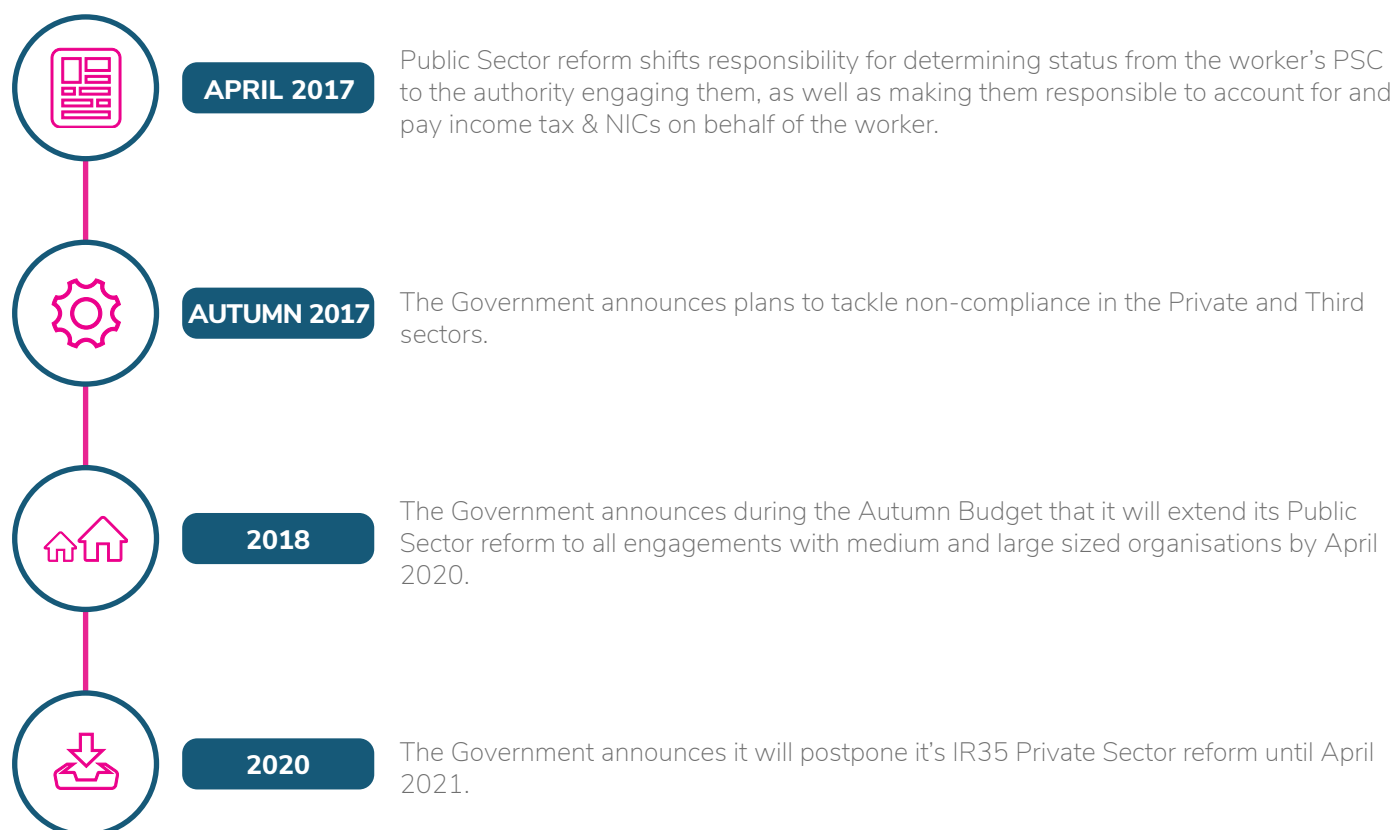 APRIL 2017
Public Sector reform shifts responsibility for determining status from the worker’s PSC
to the authority engaging them, as well as making them responsible to account for and
pay income tax & NICs on behalf of the worker.
AUTUMN 2017
The Government announces plans to tackle non-compliance in the Private and Third
sectors.
2018
The Government announces during the Autumn Budget that it will extend its Public
Sector reform to all engagements with medium and large sized organisations by April
2020.
2020
The Government announces it will postpone it’s IR35 Private Sector reform until April
2021.